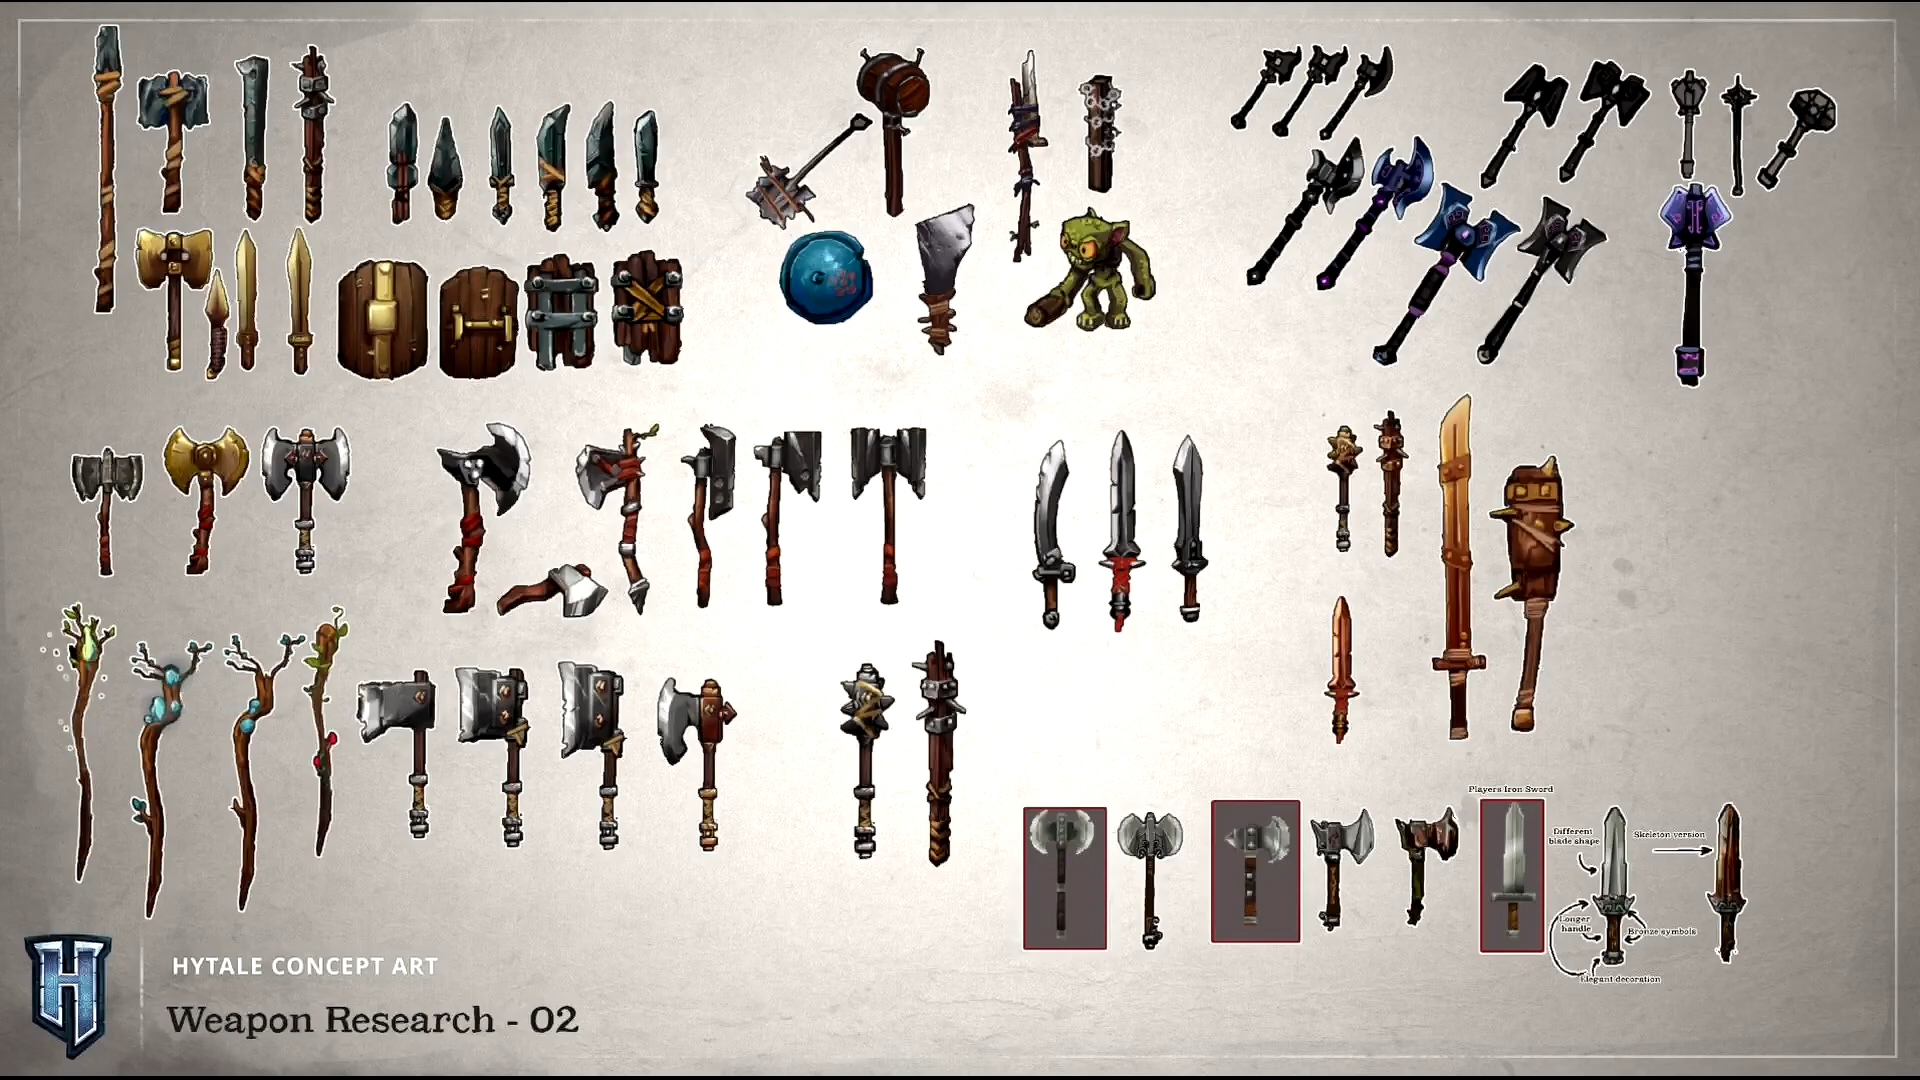 Players Iron Sword
Different
blade shape
Skeleton version
Longer
handle
Bronze symbols
Elegant decoration
H
HYTALE CONCEPT ART
Weapon Research - 02